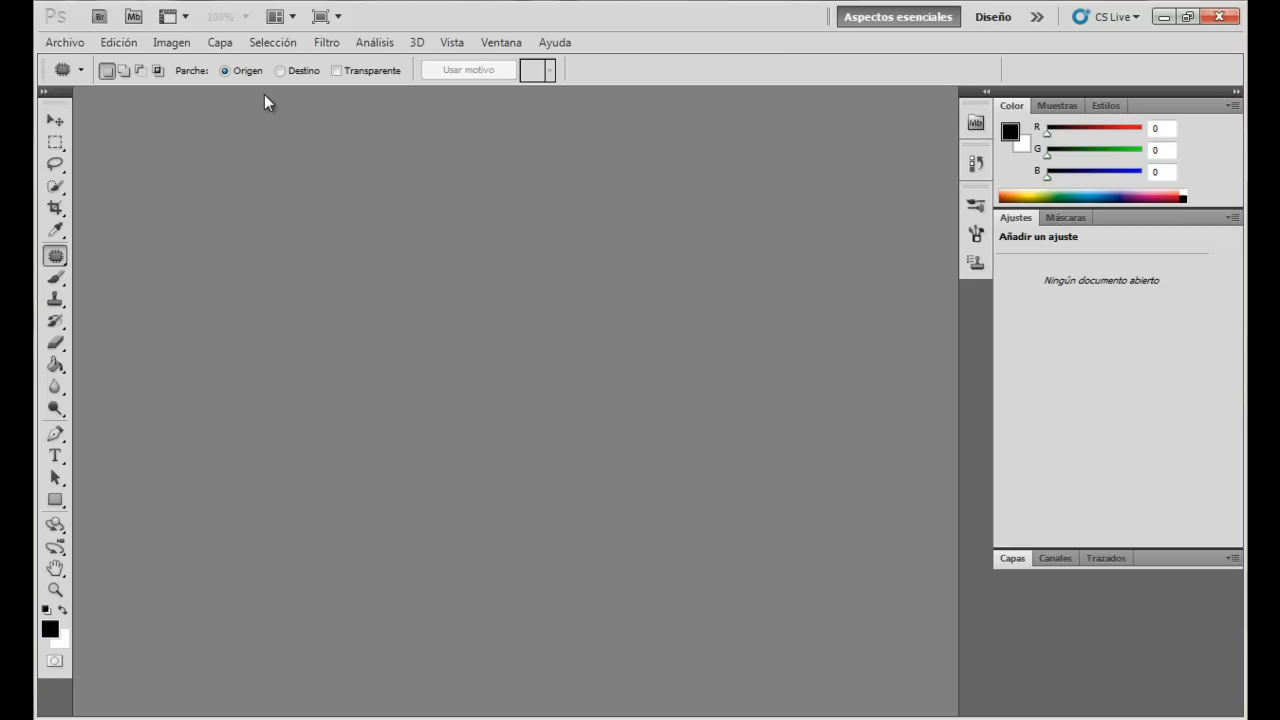 Ps Br Mb 100% Aspectos esenciales Diseño CS Live
Archivo Edición Imagen Capa Selección Filtro Análisis 3D Vista Ventana Ayuda
Parche: Origen Destino Transparente Usar motivo
Color Muestras Estilos
Mb
R 0
G 0
B 0
Ajustes Máscaras
Añadir un ajuste
Ningún documento abierto
T
Capas Canales Trazados